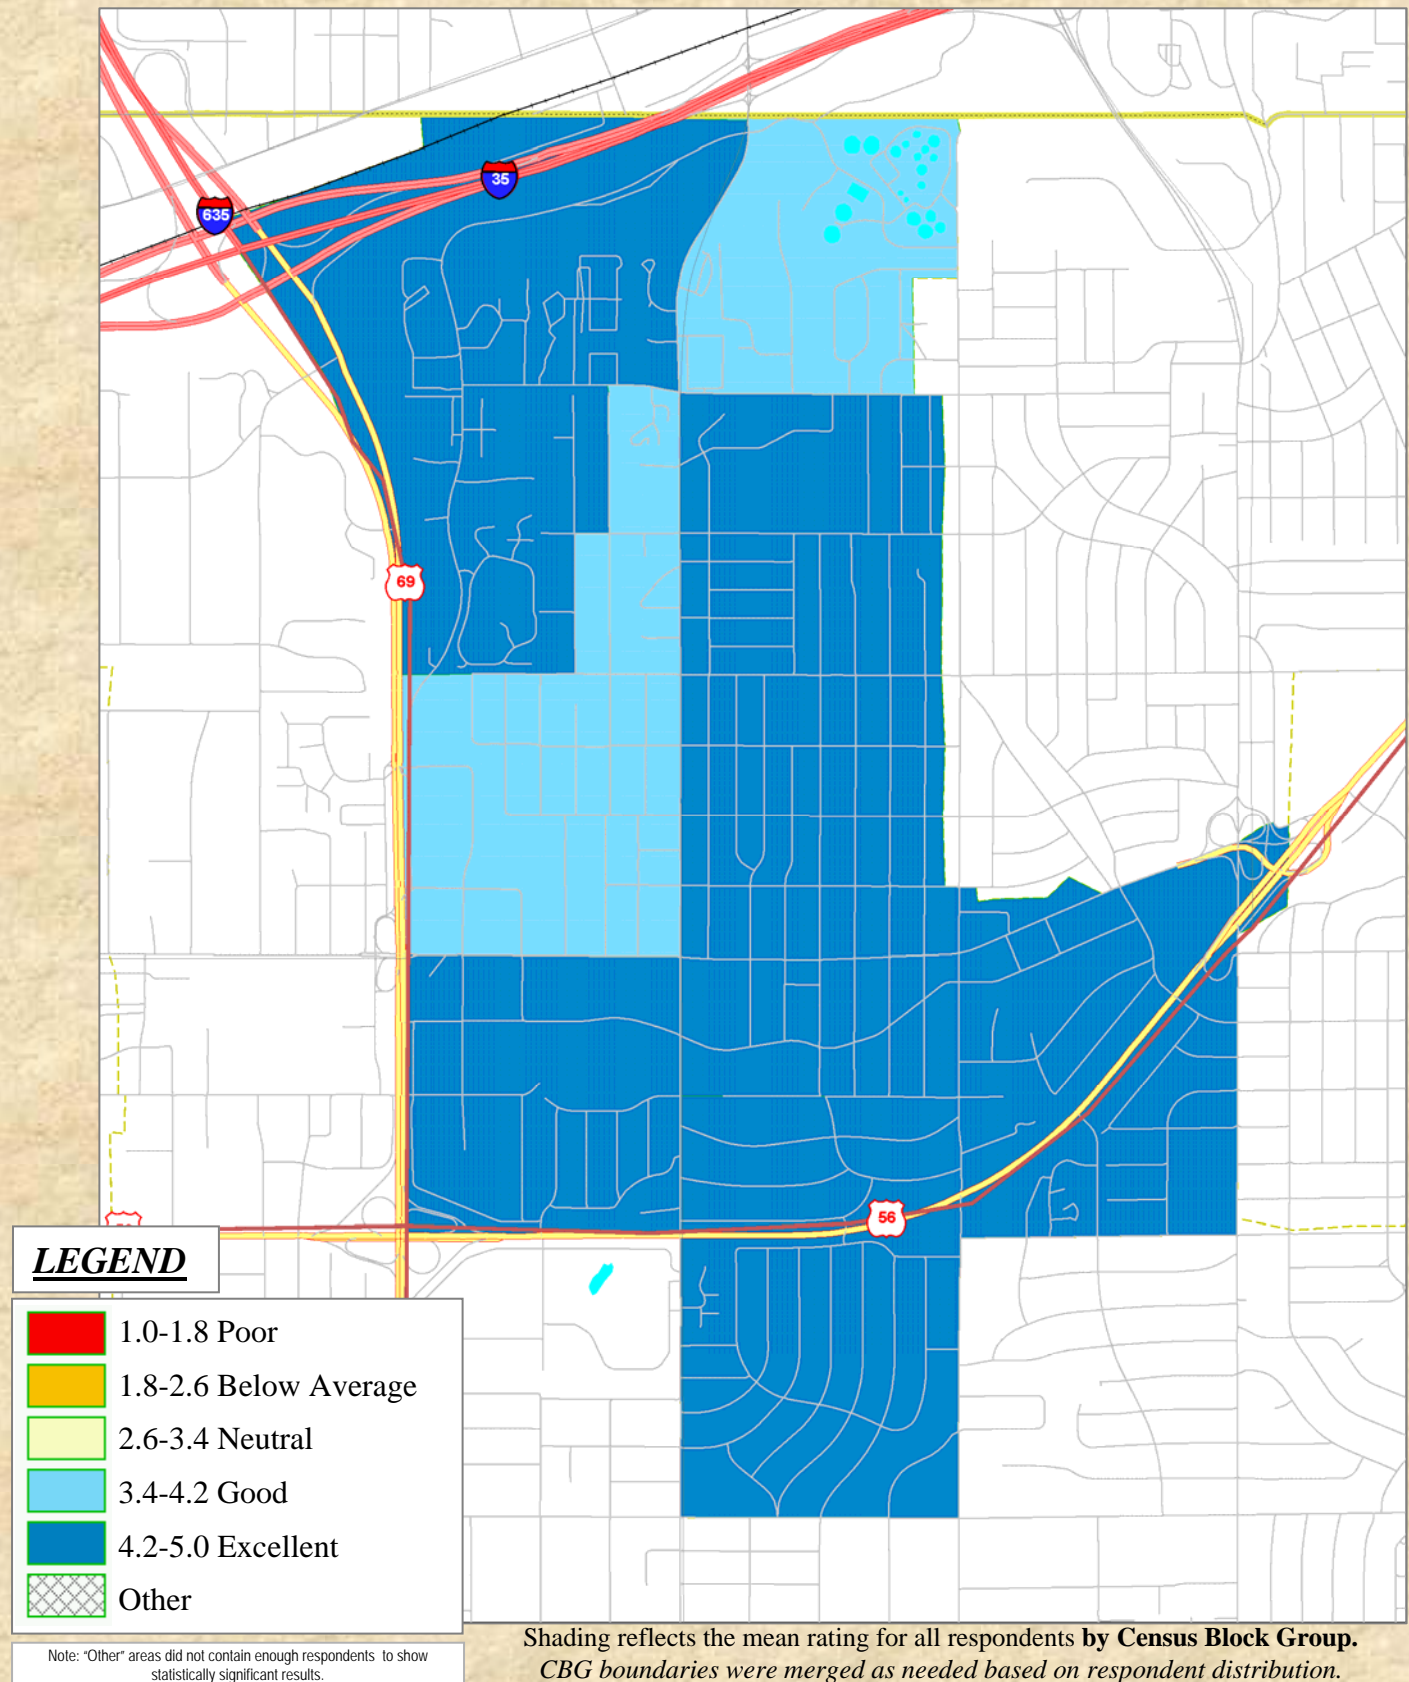 35
635
69
56
LEGEND
1.0-1.8 Poor
1.8-2.6 Below Average
2.6-3.4 Neutral
3.4-4.2 Good
4.2-5.0 Excellent
Other
Note: "Other" areas did not contain enough respondents to show
statistically significant results.
Shading reflects the mean rating for all respondents by Census Block Group.
CBG boundaries were merged as needed based on respondent distribution.